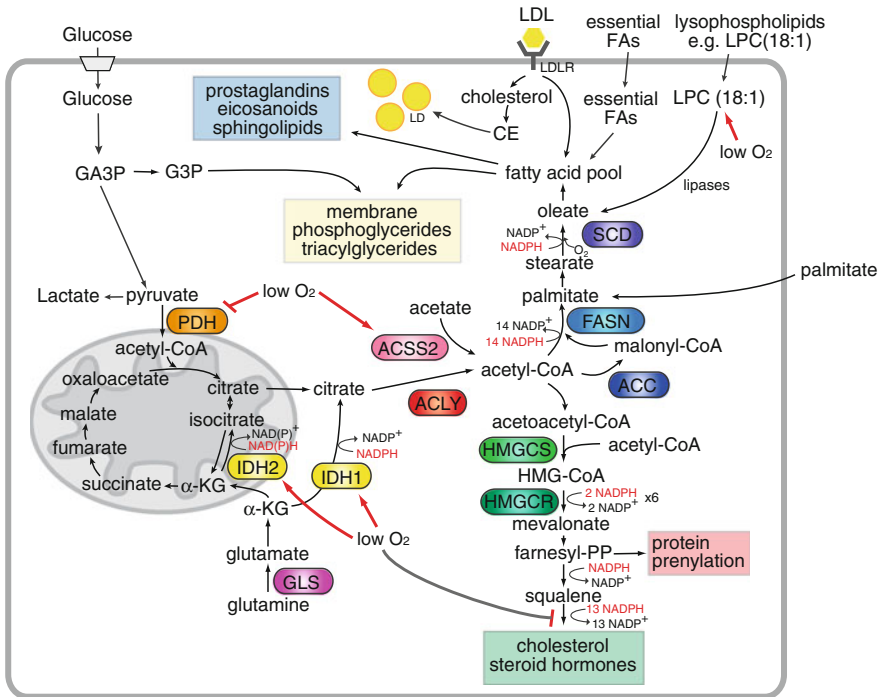 Glucose
LDL
essential
FAs
lysophospholipids
e.g. LPC(18:1)
LDLR
Glucose
prostaglandins
eicosanoids
sphingolipids
LD
cholesterol
CE
essential
FAs
LPC (18:1)
low O₂
GA3P
G3P
fatty acid pool
lipases
membrane
phosphoglycerides
triacylglycerides
oleate
NADP⁺
NADPH
O₂
SCD
stearate
palmitate
Lactate
pyruvate
low O₂
acetate
palmitate
PDH
ACSS2
14 NADP⁺
14 NADPH
FASN
malonyl-CoA
acetyl-CoA
acetyl-CoA
ACC
oxaloacetate
citrate
citrate
ACLY
malate
isocitrate
NAD(P)⁺
NAD(P)H
NADP⁺
NADPH
acetoacetyl-CoA
fumarate
IDH2
IDH1
HMGCS
acetyl-CoA
succinate
α-KG
HMG-CoA
α-KG
HMGCR
2 NADPH
2 NADP⁺
x6
mevalonate
low O₂
glutamate
farnesyl-PP
protein
prenylation
GLS
NADPH
NADP⁺
glutamine
squalene
13 NADPH
13 NADP⁺
cholesterol
steroid hormones